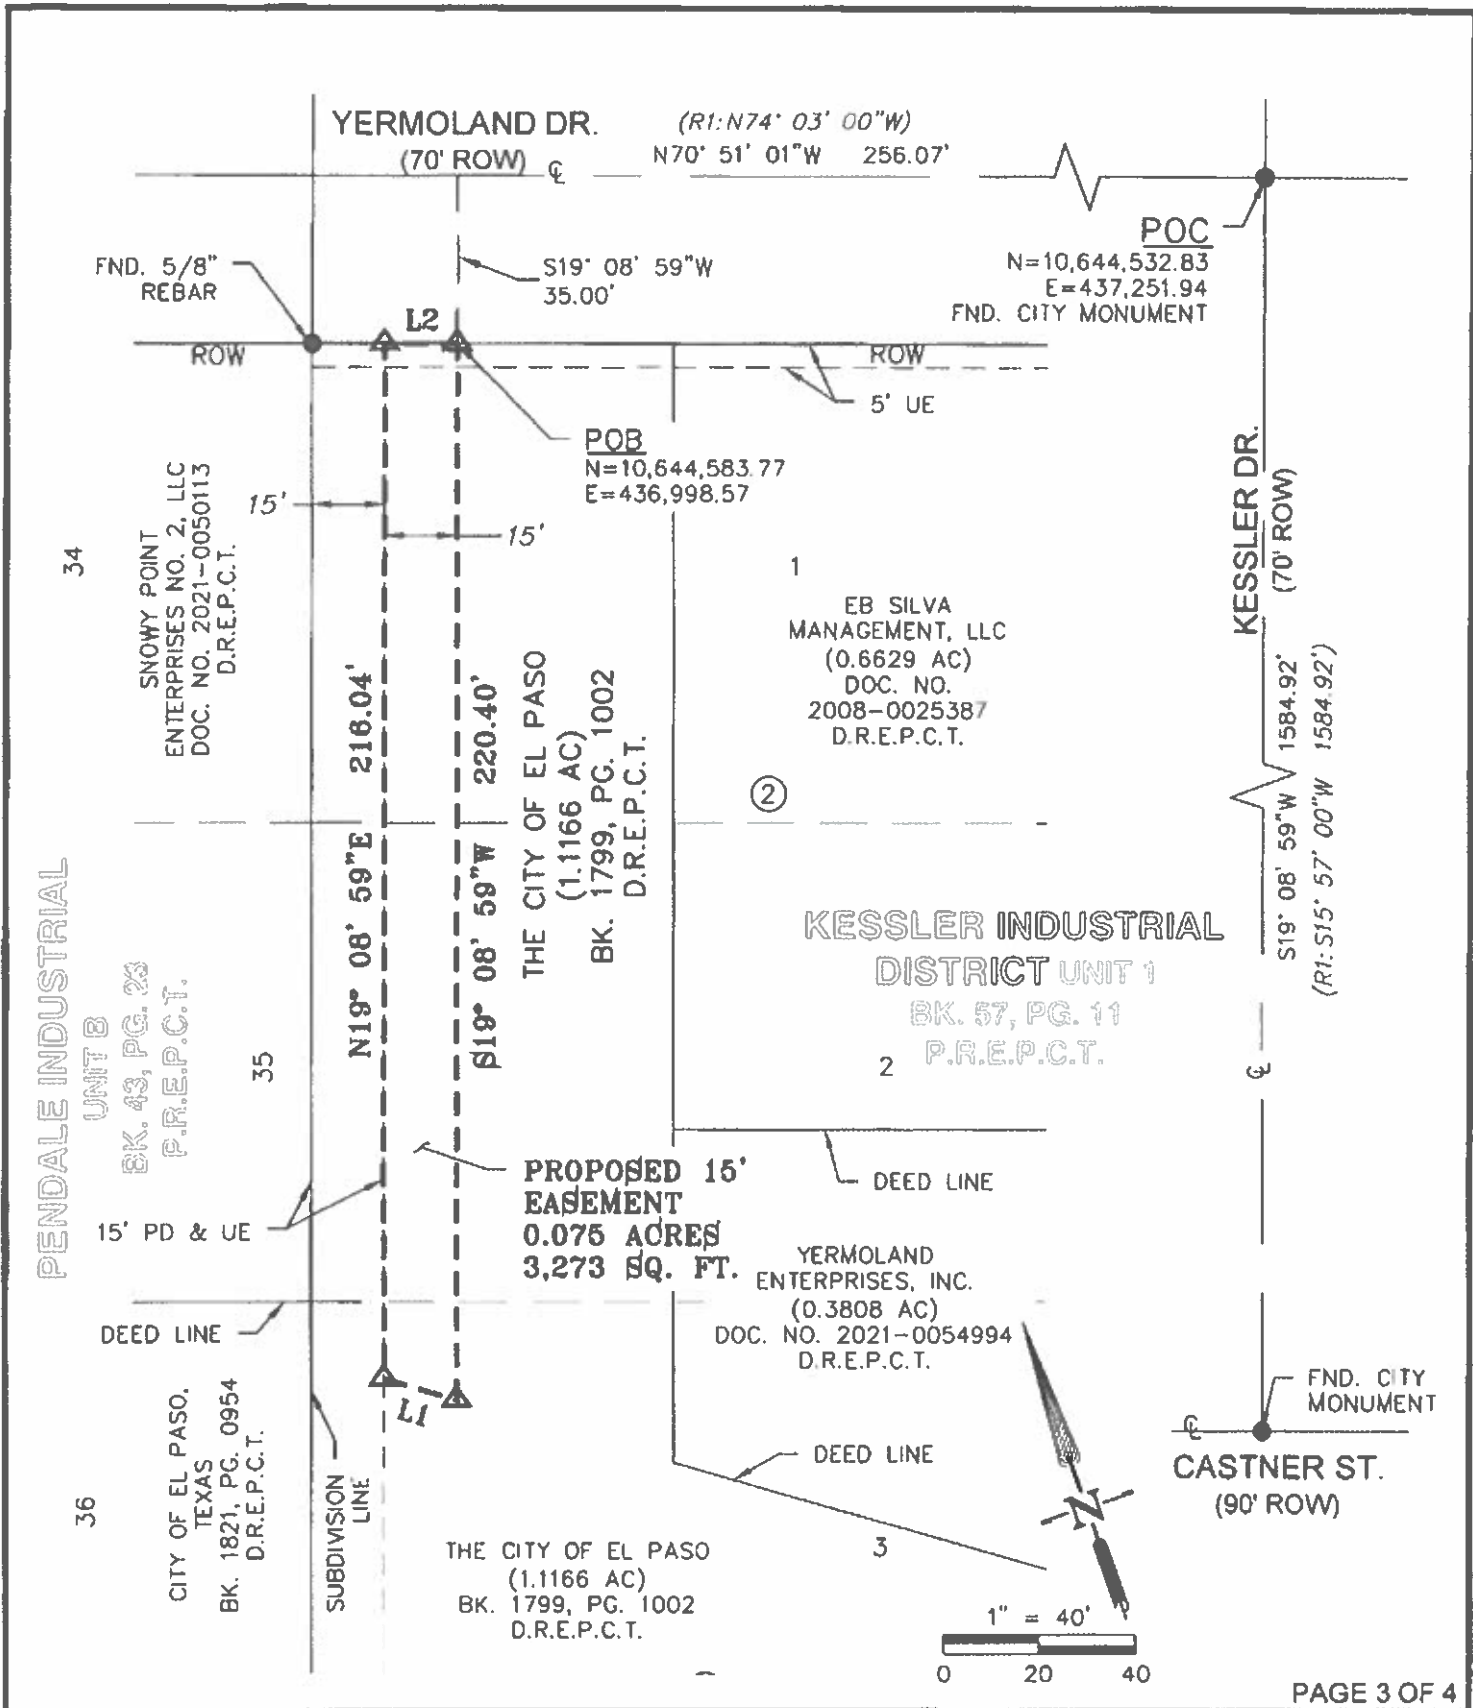 YERMOLAND DR.
(70' ROW)
(R1:N74° 03' 00"W)
N70° 51' 01"W 256.07'
POC
N=10,644,532.83
E=437,251.94
FND. CITY MONUMENT
FND. 5/8"
REBAR
S19° 08' 59"W
35.00'
L2
ROW
ROW
5' UE
POB
N=10,644,583.77
E=436,998.57
15'
15'
34
SNOWY POINT
ENTERPRISES NO. 2, LLC
DOC. NO. 2021-0050113
D.R.E.P.C.T.
N19° 08' 59"E 216.04'
S19° 08' 59"W 220.40'
THE CITY OF EL PASO
(1.1166 AC)
BK. 1799, PG. 1002
D.R.E.P.C.T.
1
EB SILVA
MANAGEMENT, LLC
(0.6629 AC)
DOC. NO.
2008-0025387
D.R.E.P.C.T.
2
KESSLER DR.
(70' ROW)
S19° 08' 59"W 1584.92'
(R1: S15° 57' 00"W 1584.92')
PENDALE INDUSTRIAL
UNIT 8
BK. 43, PG. 23
P.R.E.P.C.T.
35
KESSLER INDUSTRIAL
DISTRICT UNIT 1
BK. 57, PG. 11
P.R.E.P.C.T.
2
DEED LINE
PROPOSED 15'
EASEMENT
0.075 ACRES
3,273 SQ. FT.
15' PD & UE
YERMOLAND
ENTERPRISES, INC.
(0.3808 AC)
DOC. NO. 2021-0054994
D.R.E.P.C.T.
DEED LINE
L1
36
CITY OF EL PASO,
TEXAS
BK. 1821, PG. 0954
D.R.E.P.C.T.
SUBDIVISION
LINE
DEED LINE
3
FND. CITY
MONUMENT
CASTNER ST.
(90' ROW)
THE CITY OF EL PASO
(1.1166 AC)
BK. 1799, PG. 1002
D.R.E.P.C.T.
N
1" = 40'
0 20 40
PAGE 3 OF 4